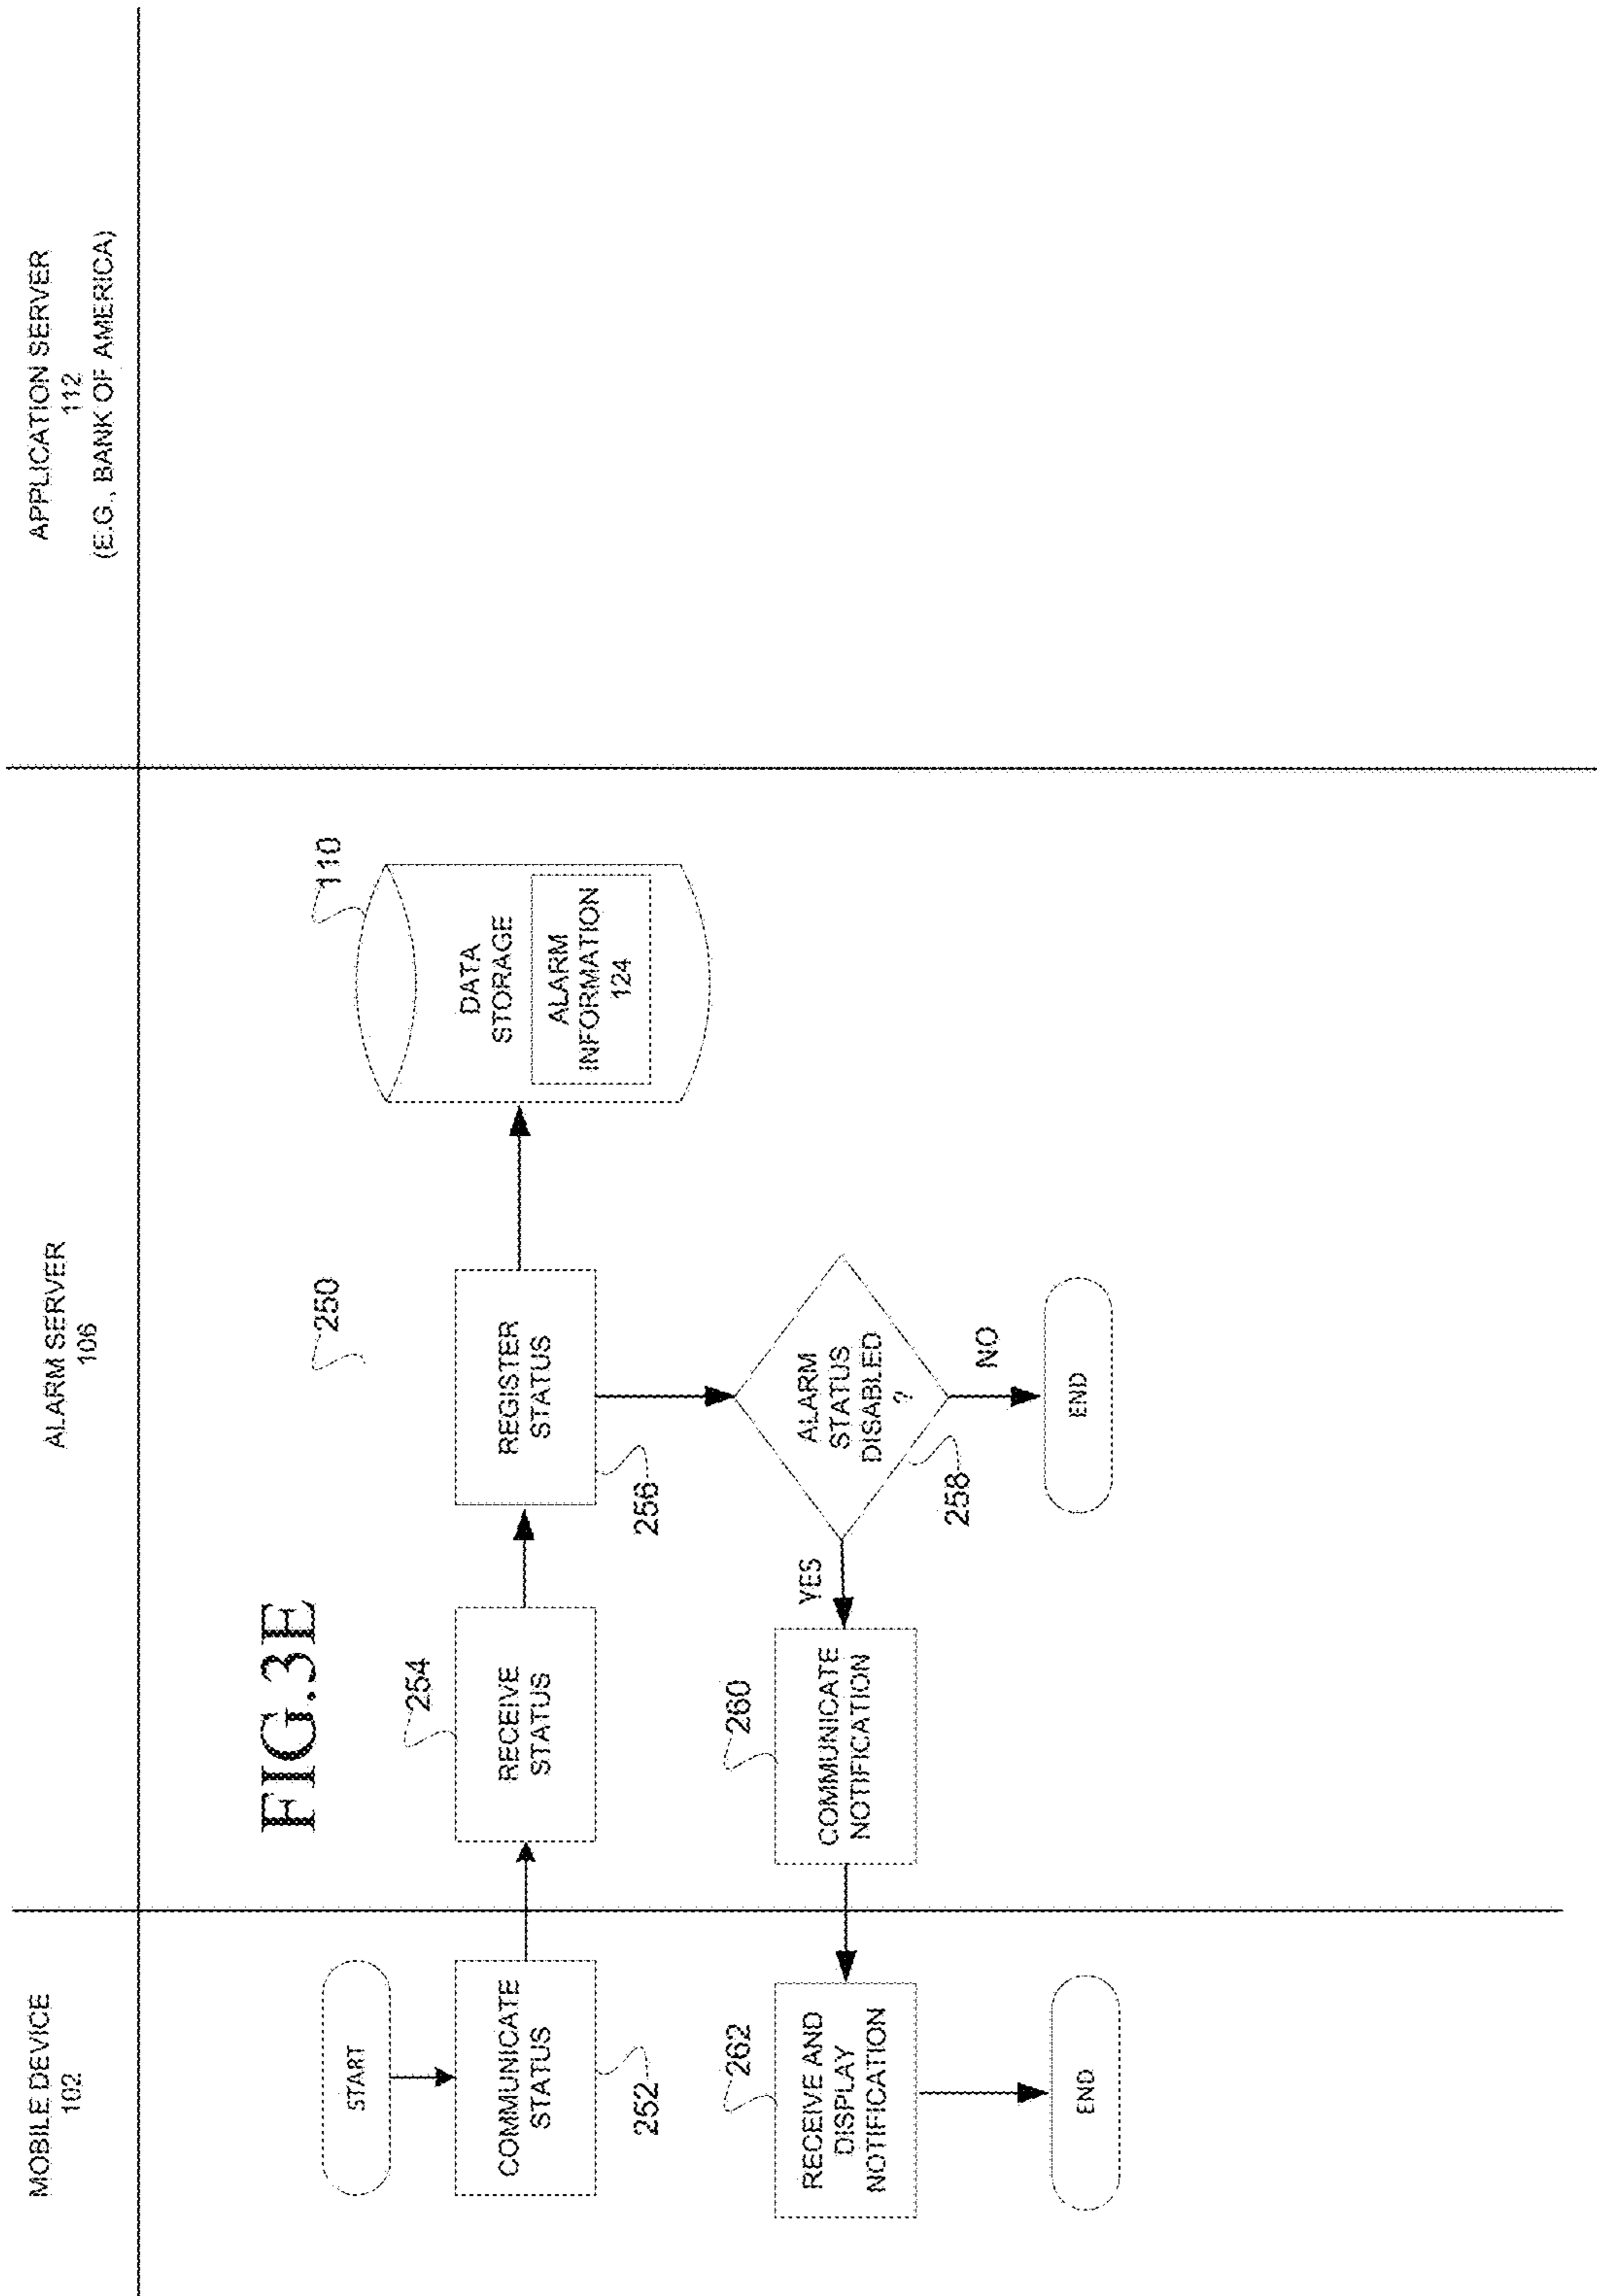 MOBILE DEVICE
102
ALARM SERVER
106
APPLICATION SERVER
112
(E.G., BANK OF AMERICA)
FIG.3E
250
START
COMMUNICATE
STATUS
252
RECEIVE
STATUS
254
REGISTER
STATUS
256
DATA
STORAGE
110
ALARM
INFORMATION
124
ALARM
STATUS
DISABLED
?
258
YES
NO
END
COMMUNICATE
NOTIFICATION
260
RECEIVE AND
DISPLAY
NOTIFICATION
262
END